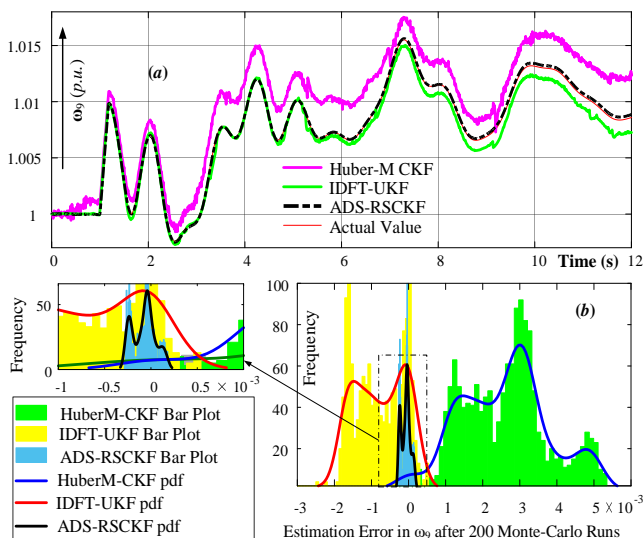 1.015
1.01
1.005
1
ω9 (p.u.)
(a)
Huber-M CKF
IDFT-UKF
ADS-RSCKF
Actual Value
0 2 4 6 8 10 12
Time (s)
Frequency
50
0
-1 0 0.5 × 10-3
HuberM-CKF Bar Plot
IDFT-UKF Bar Plot
ADS-RSCKF Bar Plot
HuberM-CKF pdf
IDFT-UKF pdf
ADS-RSCKF pdf
(b)
Frequency
100
80
60
40
20
-3 -2 -1 0 1 2 3 4 5 × 10-3
Estimation Error in ω9 after 200 Monte-Carlo Runs